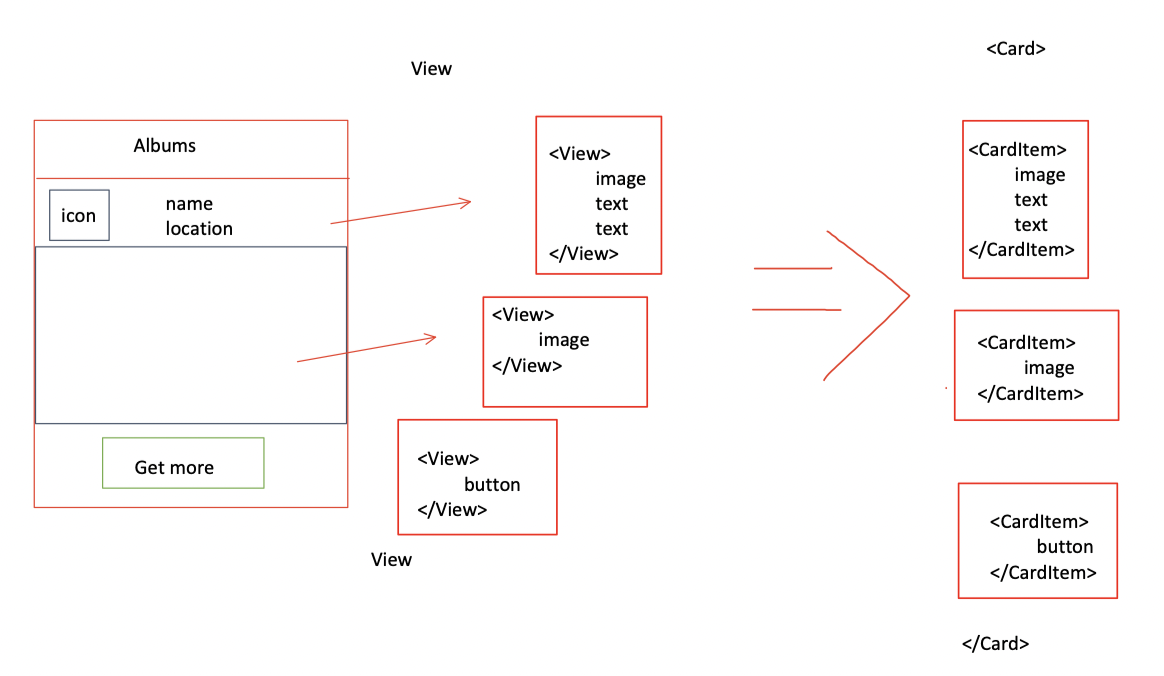 Albums
icon
name
location
Get more
View
<View>
image
text
text
</View>
<View>
image
</View>
<View>
button
</View>
View
<Card>
<CardItem>
image
text
text
</CardItem>
<CardItem>
image
</CardItem>
<CardItem>
button
</CardItem>
</Card>